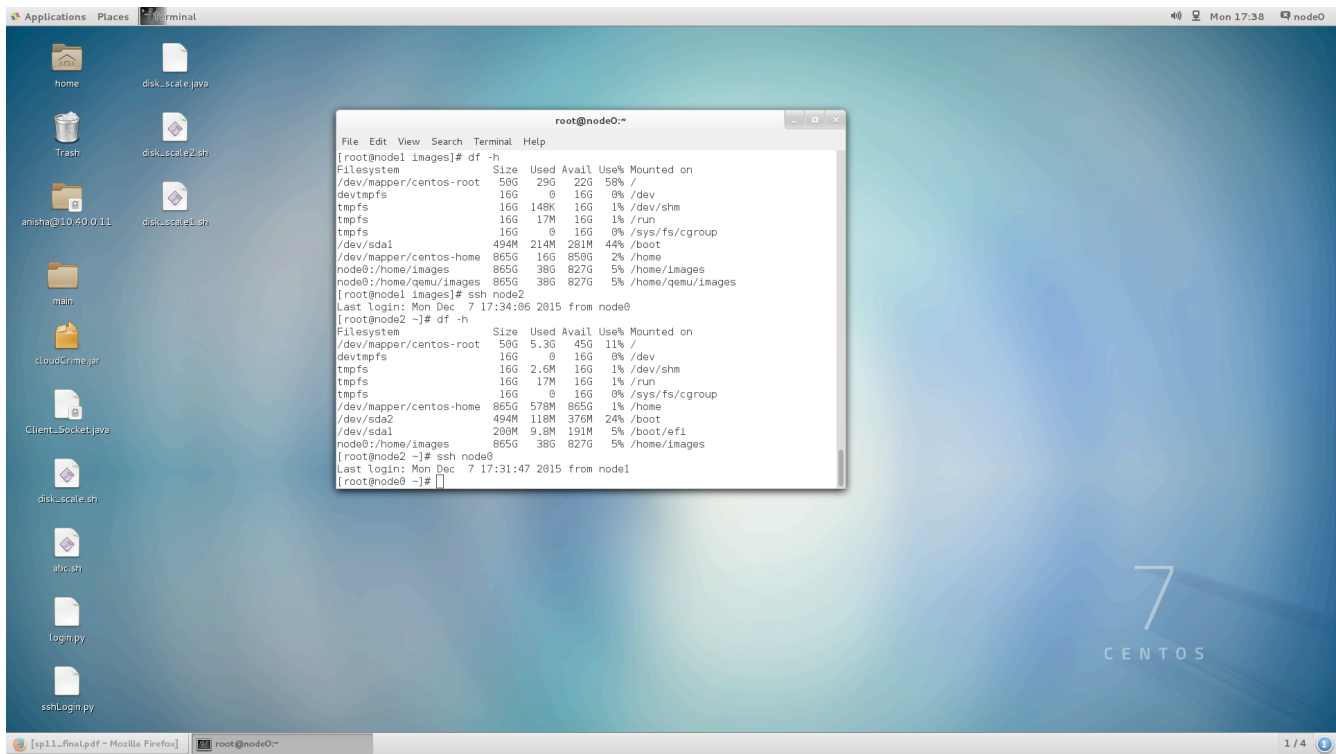 Applications Places Terminal
Mon 17:38 node0
home
disk_scale.java
Trash
disk_scale2.sh
anisha@10.40.0.11
disk_scale1.sh
main
cloudCrime.jar
Client_Socket.java
disk_scale.sh
abc.sh
login.py
sshLogin.py
root@node0:~
File Edit View Search Terminal Help
[root@node1 images]# df -h
Filesystem Size Used Avail Use% Mounted on
/dev/mapper/centos-root 50G 29G 22G 58% /
devtmpfs 16G 0 16G 0% /dev
tmpfs 16G 148K 16G 1% /dev/shm
tmpfs 16G 17M 16G 1% /run
tmpfs 16G 0 16G 0% /sys/fs/cgroup
/dev/sda1 494M 214M 281M 44% /boot
/dev/mapper/centos-home 865G 16G 850G 2% /home
node0:/home/images 865G 38G 827G 5% /home/images
node0:/home/qemu/images 865G 38G 827G 5% /home/qemu/images
[root@node1 images]# ssh node2
Last login: Mon Dec 7 17:34:06 2015 from node0
[root@node2 ~]# df -h
Filesystem Size Used Avail Use% Mounted on
/dev/mapper/centos-root 50G 5.3G 45G 11% /
devtmpfs 16G 0 16G 0% /dev
tmpfs 16G 2.6M 16G 1% /dev/shm
tmpfs 16G 17M 16G 1% /run
tmpfs 16G 0 16G 0% /sys/fs/cgroup
/dev/mapper/centos-home 865G 578M 865G 1% /home
/dev/sda2 494M 118M 376M 24% /boot
/dev/sda1 200M 9.8M 191M 5% /boot/efi
node0:/home/images 865G 38G 827G 5% /home/images
[root@node2 ~]# ssh node0
Last login: Mon Dec 7 17:31:47 2015 from node1
[root@node0 ~]#
7
CENTOS
[sp11_final.pdf - Mozilla Firefox] root@node0:~
1 / 4